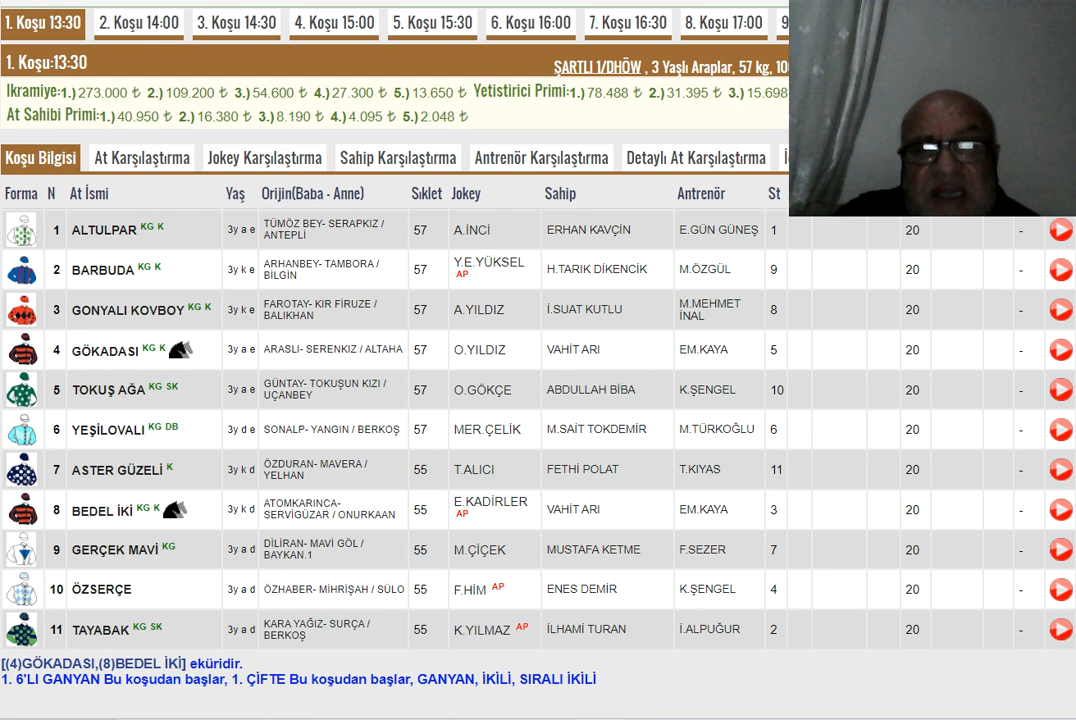 1. Koşu 13:30 2. Koşu 14:00 3. Koşu 14:30 4. Koşu 15:00 5. Koşu 15:30 6. Koşu 16:00 7. Koşu 16:30 8. Koşu 17:00 9
1. Koşu:13:30 ŞARTLI 1/DHÖW , 3 Yaşlı Araplar, 57 kg, 10
Ikramiye:1.) 273.000 ₺ 2.) 109.200 ₺ 3.) 54.600 ₺ 4.) 27.300 ₺ 5.) 13.650 ₺ Yetistirici Primi:1.) 78.488 ₺ 2.) 31.395 ₺ 3.) 15.698
At Sahibi Primi:1.) 40.950 ₺ 2.) 16.380 ₺ 3.) 8.190 ₺ 4.) 4.095 ₺ 5.) 2.048 ₺
Koşu Bilgisi At Karşılaştırma Jokey Karşılaştırma Sahip Karşılaştırma Antrenör Karşılaştırma Detaylı At Karşılaştırma
Forma N At İsmi Yaş Orijin(Baba - Anne) Sıklet Jokey Sahip Antrenör St
1 ALTULPAR KG K 3y a e TÜMÖZ BEY- SERAPKIZ / 57 A.İNCİ ERHAN KAVÇİN E.GÜN GÜNEŞ 1 20 -
ANTEPLİ
2 BARBUDA KG K 3y k e ARHANBEY- TAMBORA / 57 Y.E.YÜKSEL H.TARIK DİKENCİK M.ÖZGÜL 9 20 -
BİLGİN AP
3 GONYALI KOVBOY KG K 3y k e FAROTAY- KIR FİRUZE / 57 A.YILDIZ İ.SUAT KUTLU M.MEHMET 8 20 -
BALIKHAN İNAL
4 GÖKADASI KG K 3y a e ARASLI- SERENKIZ / ALTAHA 57 O.YILDIZ VAHİT ARI EM.KAYA 5 20 -
5 TOKUŞ AĞA KG SK 3y a e GÜNTAY- TOKUŞUN KIZI / 57 O.GÖKÇE ABDULLAH BİBA K.ŞENGEL 10 20 -
UÇANBEY
6 YEŞİLOVALI KG DB 3y d e SONALP- YANGIN / BERKOŞ 57 MER.ÇELİK M.SAİT TOKDEMİR M.TÜRKOĞLU 6 20 -
7 ASTER GÜZELİ K 3y k d ÖZDURAN- MAVERA / 55 T.ALICI FETHİ POLAT T.KIYAS 11 20 -
YELHAN
8 BEDEL İKİ KG K 3y k d ATOMKARINCA- 55 E.KADİRLER VAHİT ARI EM.KAYA 3 20 -
SERVİGÜZAR / ONURKAAN AP
9 GERÇEK MAVİ KG 3y a d DİLİRAN- MAVİ GÖL / 55 M.ÇİÇEK MUSTAFA KETME F.SEZER 7 20 -
BAYKAN.1
10 ÖZSERÇE 3y a d ÖZHABER- MİHRİŞAH / SÜLO 55 F.HİM AP ENES DEMİR K.ŞENGEL 4 20 -
11 TAYABAK KG SK 3y a d KARA YAĞIZ- SURÇA / 55 K.YILMAZ AP İLHAMİ TURAN İ.ALPUĞUR 2 20 -
BERKOŞ
[(4)GÖKADASI,(8)BEDEL İKİ] eküridir.
1. 6'LI GANYAN Bu koşudan başlar, 1. ÇİFTE Bu koşudan başlar, GANYAN, İKİLİ, SIRALI İKİLİ